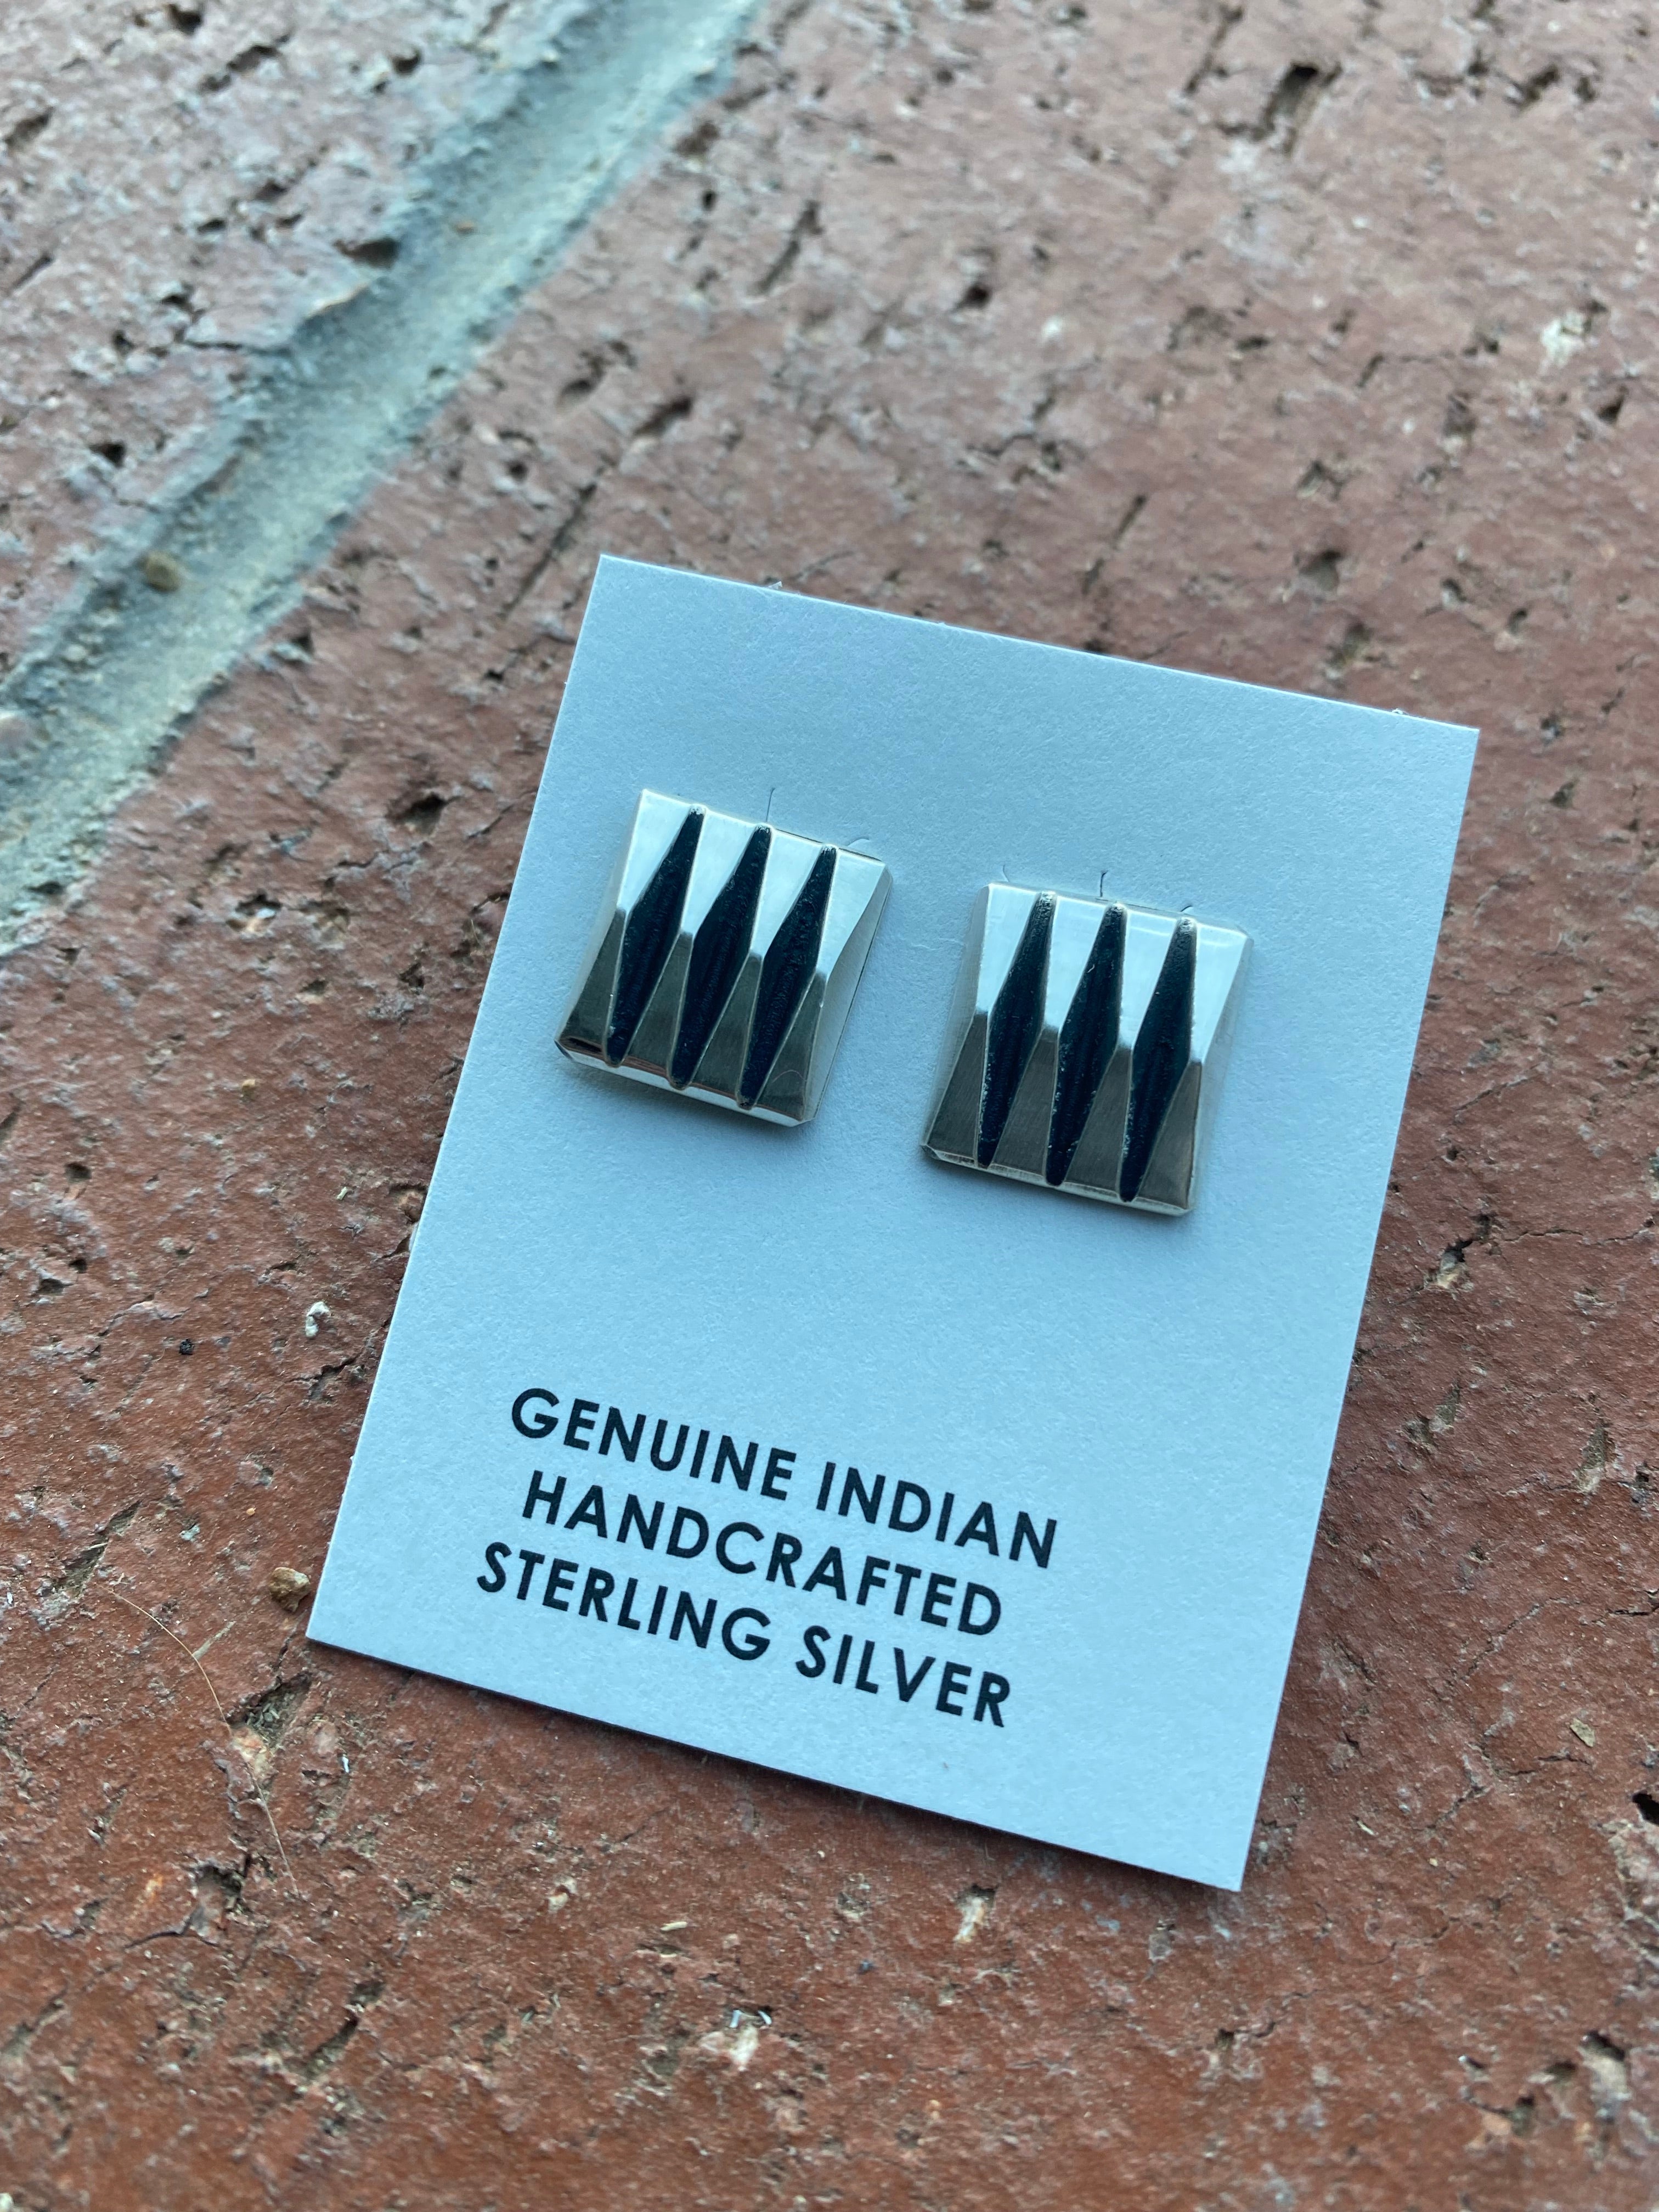 GENUINE INDIAN
HANDCRAFTED
STERLING SILVER